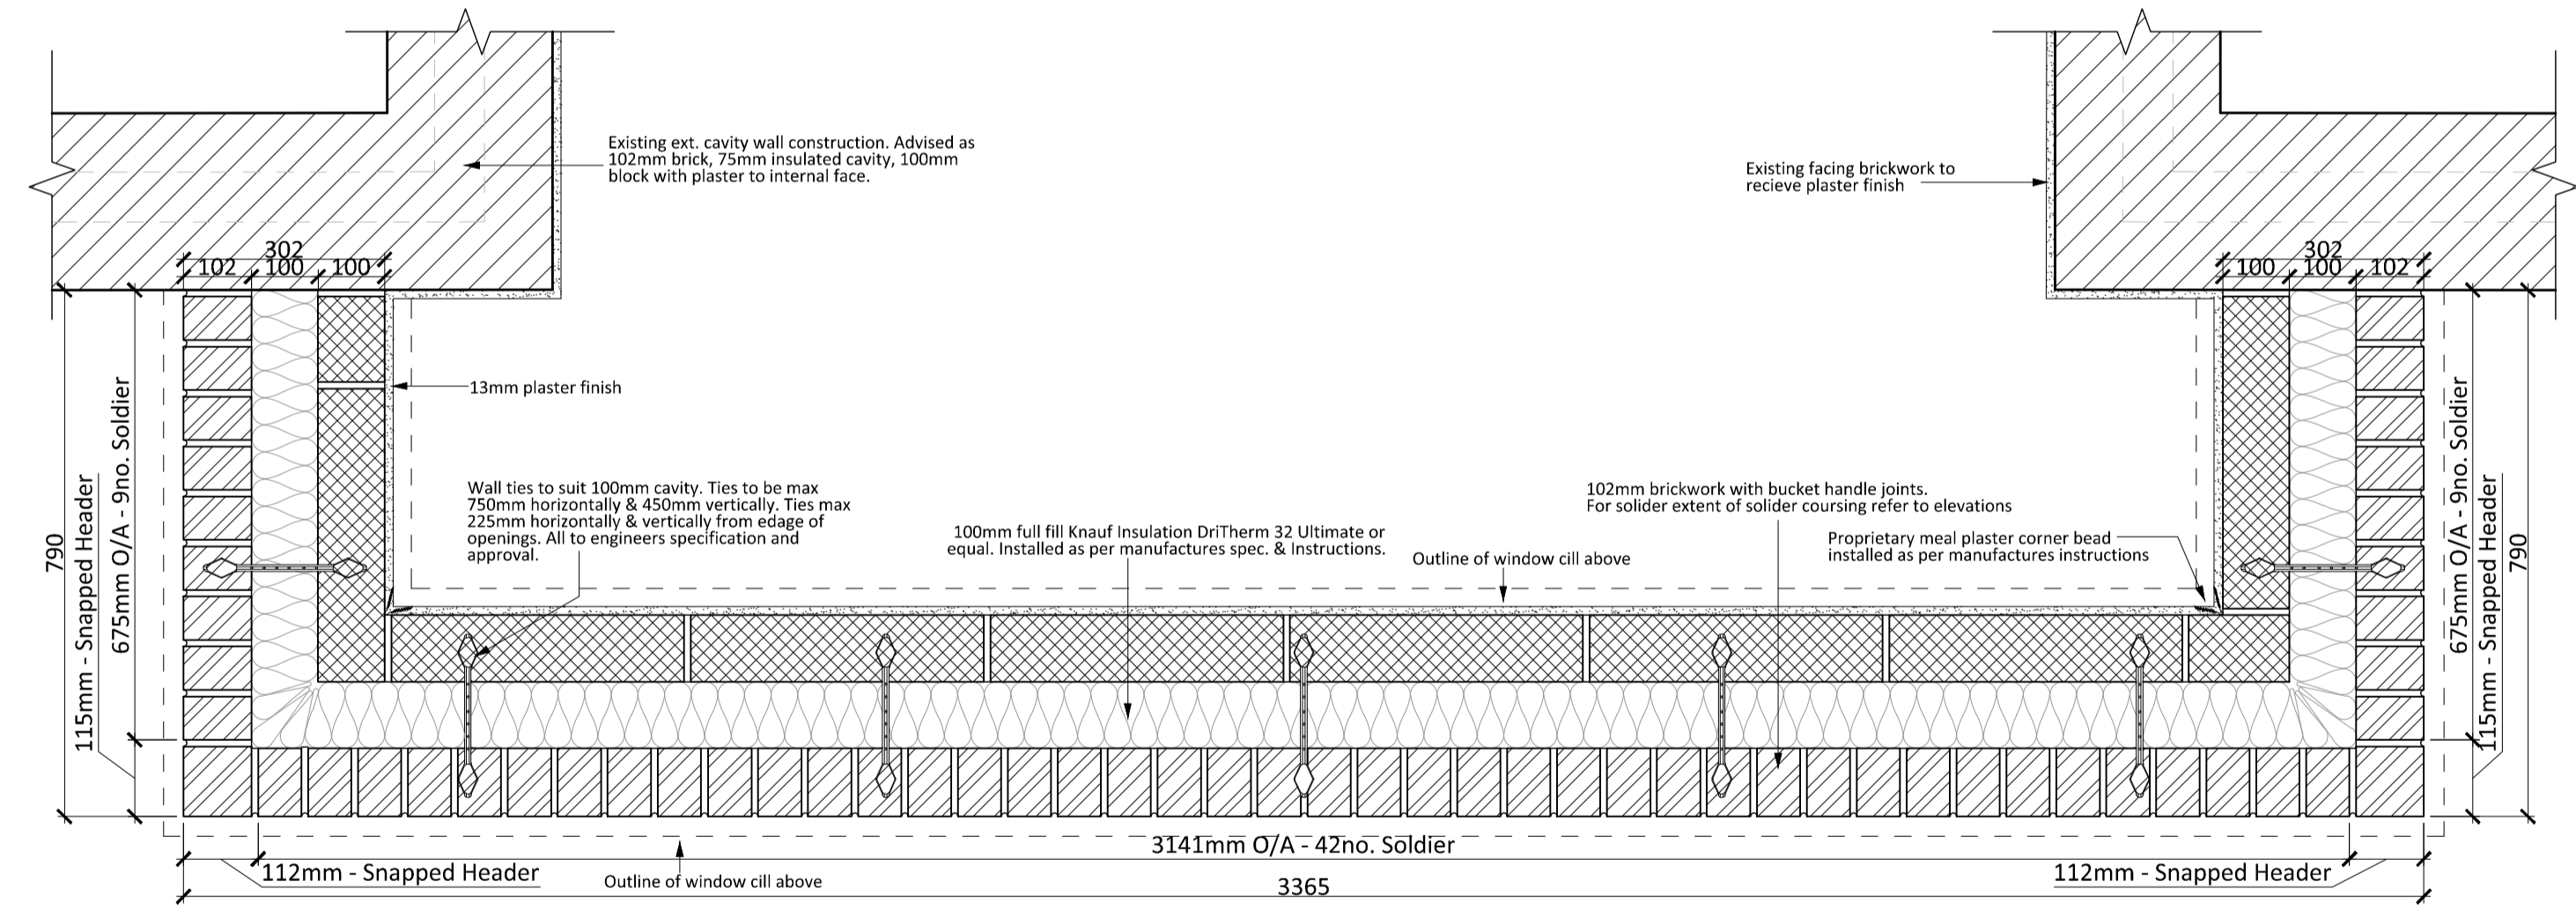 Existing ext. cavity wall construction. Advised as
102mm brick, 75mm insulated cavity, 100mm
block with plaster to internal face.
Existing facing brickwork to
recieve plaster finish
302
102
100
100
302
100
100
102
13mm plaster finish
Wall ties to suit 100mm cavity. Ties to be max
750mm horizontally & 450mm vertically. Ties max
225mm horizontally & vertically from edage of
openings. All to engineers specification and
approval.
100mm full fill Knauf Insulation DriTherm 32 Ultimate or
equal. Installed as per manufactures spec. & Instructions.
Outline of window cill above
102mm brickwork with bucket handle joints.
For solider extent of solider coursing refer to elevations
Proprietary meal plaster corner bead
installed as per manufactures instructions
790
115mm - Snapped Header
675mm O/A - 9no. Soldier
675mm O/A - 9no. Soldier
115mm - Snapped Header
790
3141mm O/A - 42no. Soldier
112mm - Snapped Header
Outline of window cill above
112mm - Snapped Header
3365